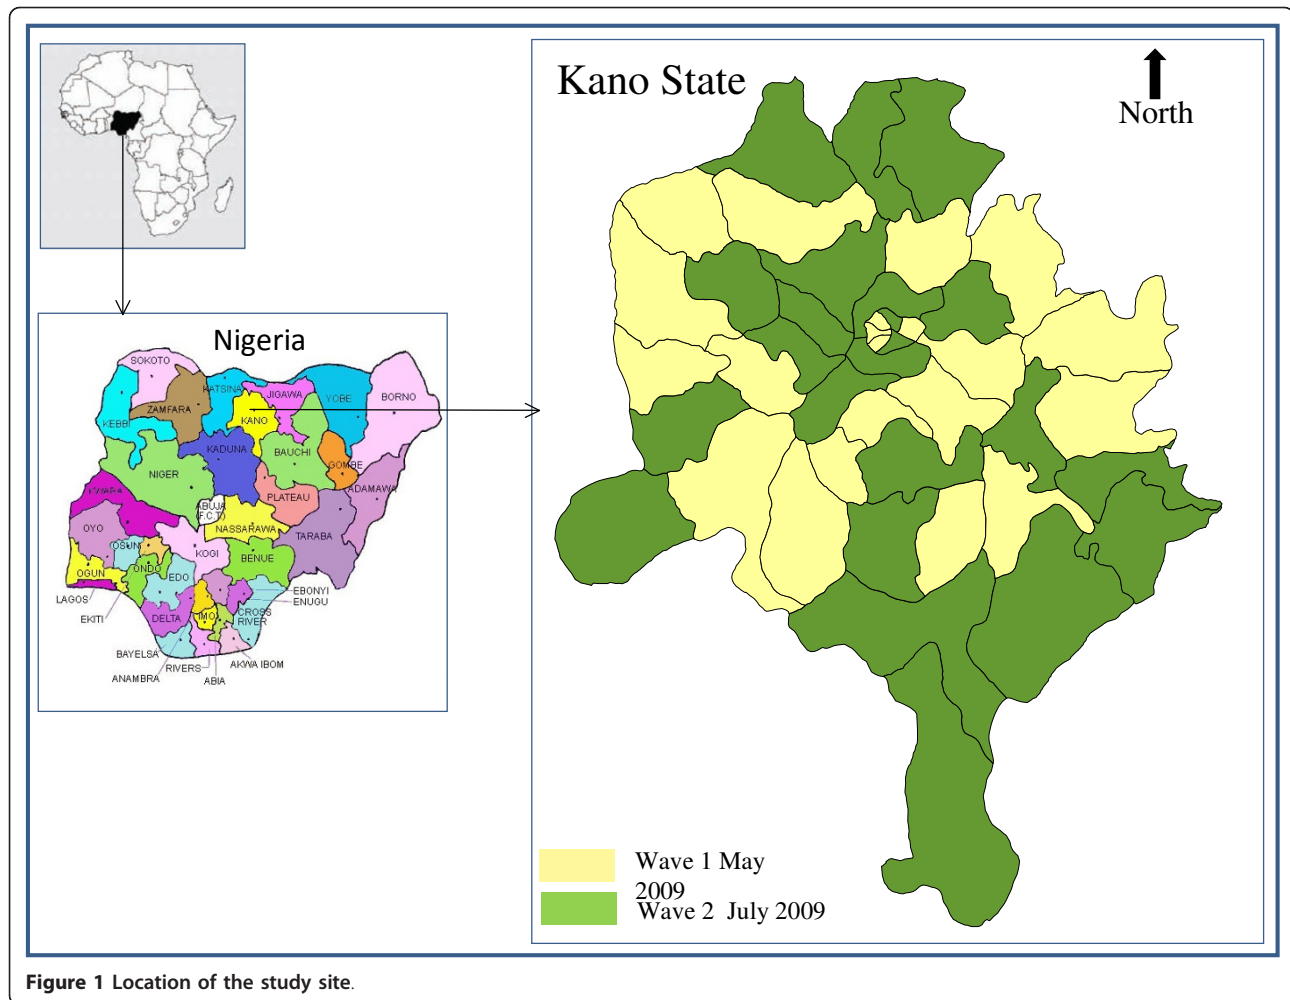 Kano State
North
Nigeria
SOKOTO
KATSINA
JIGAWA
YOBE
BORNO
ZAMFARA
KEBBI
KANO
KADUNA
BAUCHI
GOMBE
NIGER
ADAMAWA
PLATEAU
KWARA
ABUJA
(F.C.T)
NASSARAWA
OYO
TARABA
OSUN
KOGI
BENUE
ONDO
EDO
OGUN
EBONYI
LAGOS
ENUGU
EKITI
DELTA
IMO
CROSS
RIVER
BAYELSA
RIVERS
AKWA IBOM
ANAMBRA
ABIA
Wave 1 May
2009
Wave 2 July 2009
Figure 1 Location of the study site.